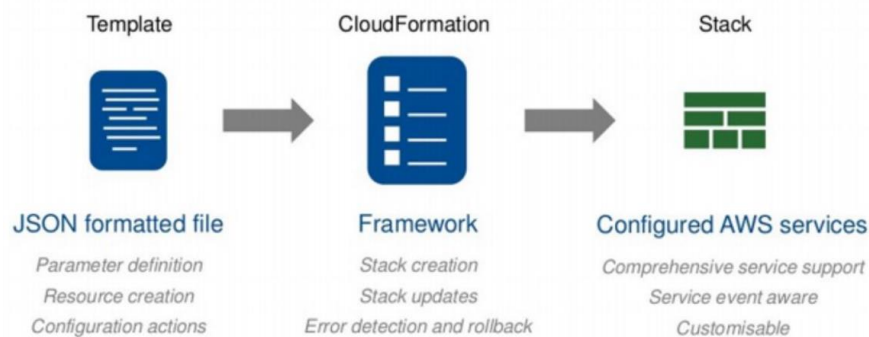 Template
CloudFormation
Stack
JSON formatted file
Framework
Configured AWS services
Parameter definition
Stack creation
Comprehensive service support
Resource creation
Stack updates
Service event aware
Configuration actions
Error detection and rollback
Customisable